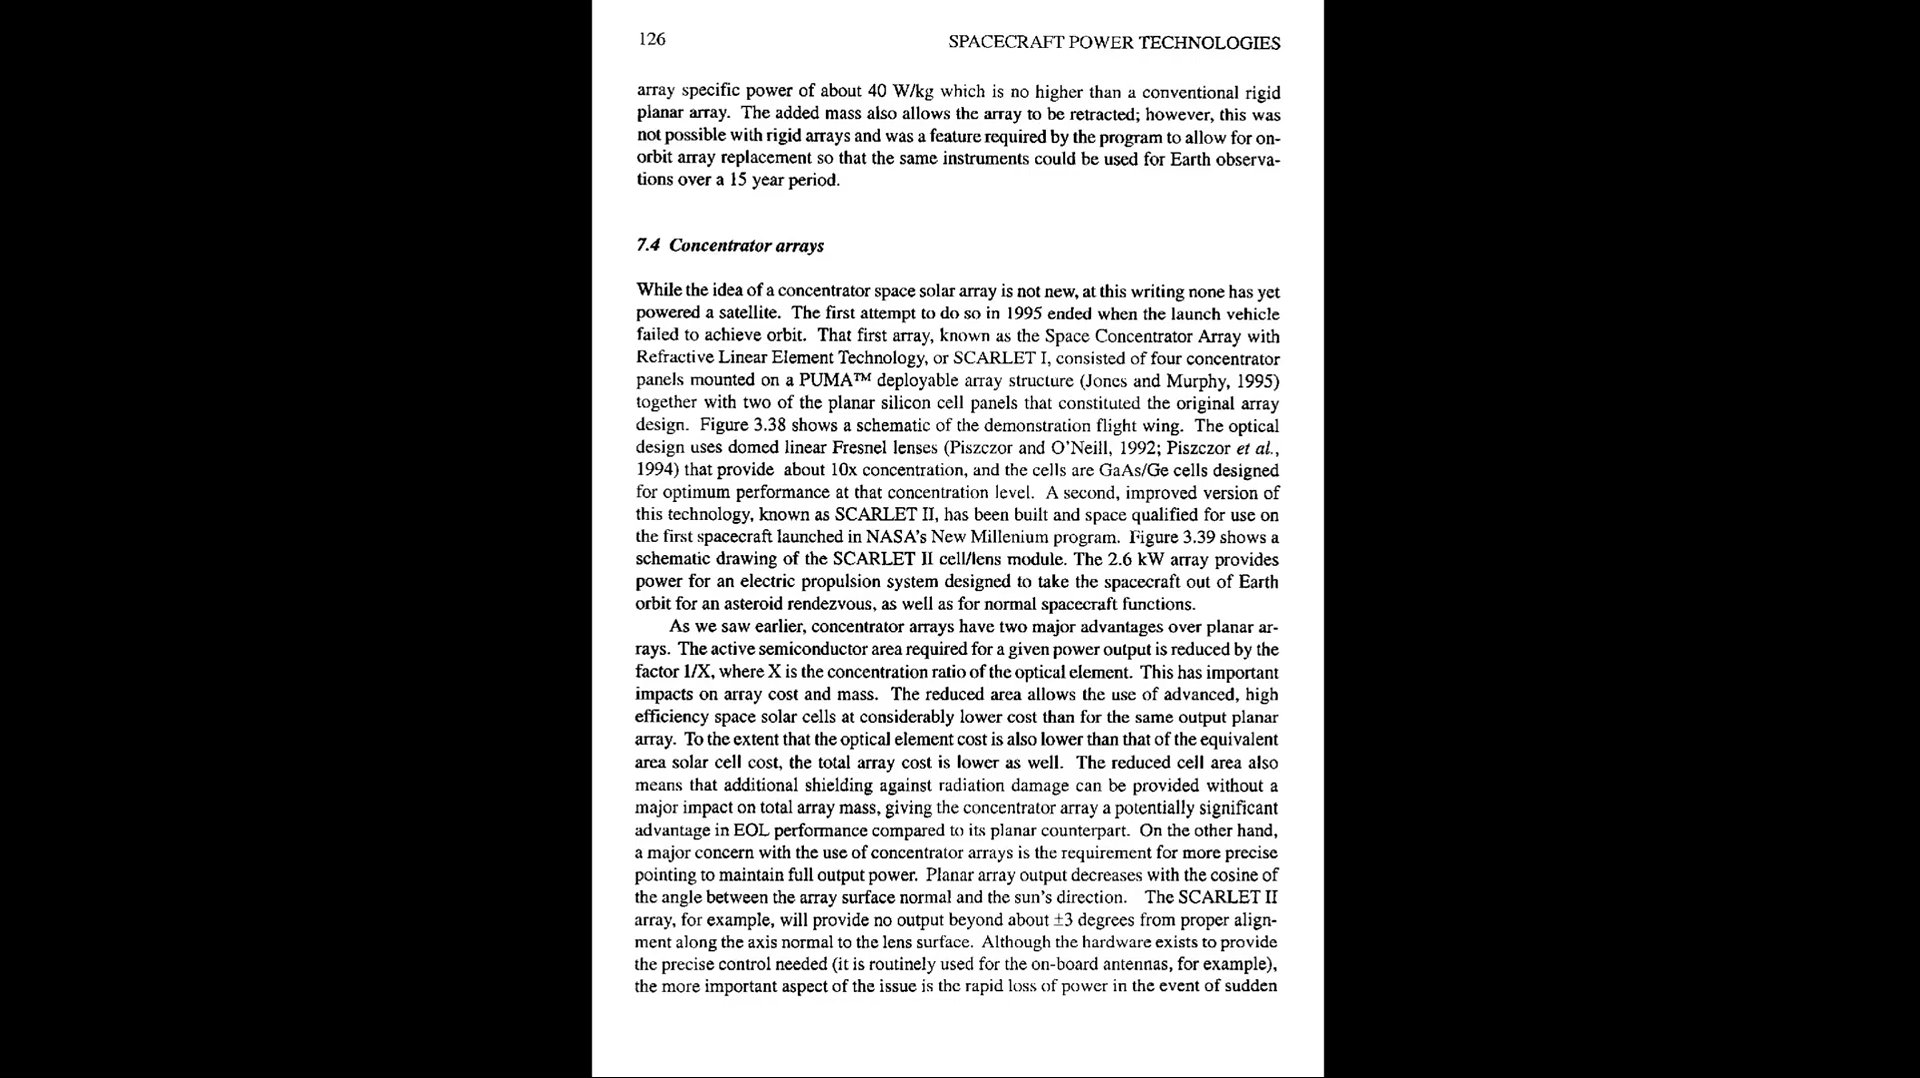 126
SPACECRAFT POWER TECHNOLOGIES
array specific power of about 40 W/kg which is no higher than a conventional rigid
planar array. The added mass also allows the array to be retracted; however, this was
not possible with rigid arrays and was a feature required by the program to allow for on-
orbit array replacement so that the same instruments could be used for Earth observa-
tions over a 15 year period.
7.4 Concentrator arrays
While the idea of a concentrator space solar array is not new, at this writing none has yet
powered a satellite. The first attempt to do so in 1995 ended when the launch vehicle
failed to achieve orbit. That first array, known as the Space Concentrator Array with
Refractive Linear Element Technology, or SCARLET I, consisted of four concentrator
panels mounted on a PUMA™ deployable array structure (Jones and Murphy, 1995)
together with two of the planar silicon cell panels that constituted the original array
design. Figure 3.38 shows a schematic of the demonstration flight wing. The optical
design uses domed linear Fresnel lenses (Piszczor and O'Neill, 1992; Piszczor et al.,
1994) that provide about 10x concentration, and the cells are GaAs/Ge cells designed
for optimum performance at that concentration level. A second, improved version of
this technology, known as SCARLET II, has been built and space qualified for use on
the first spacecraft launched in NASA's New Millenium program. Figure 3.39 shows a
schematic drawing of the SCARLET II cell/lens module. The 2.6 kW array provides
power for an electric propulsion system designed to take the spacecraft out of Earth
orbit for an asteroid rendezvous, as well as for normal spacecraft functions.
As we saw earlier, concentrator arrays have two major advantages over planar ar-
rays. The active semiconductor area required for a given power output is reduced by the
factor 1/X, where X is the concentration ratio of the optical element. This has important
impacts on array cost and mass. The reduced area allows the use of advanced, high
efficiency space solar cells at considerably lower cost than for the same output planar
array. To the extent that the optical element cost is also lower than that of the equivalent
area solar cell cost, the total array cost is lower as well. The reduced cell area also
means that additional shielding against radiation damage can be provided without a
major impact on total array mass, giving the concentrator array a potentially significant
advantage in EOL performance compared to its planar counterpart. On the other hand,
a major concern with the use of concentrator arrays is the requirement for more precise
pointing to maintain full output power. Planar array output decreases with the cosine of
the angle between the array surface normal and the sun's direction. The SCARLET II
array, for example, will provide no output beyond about ±3 degrees from proper align-
ment along the axis normal to the lens surface. Although the hardware exists to provide
the precise control needed (it is routinely used for the on-board antennas, for example),
the more important aspect of the issue is the rapid loss of power in the event of sudden